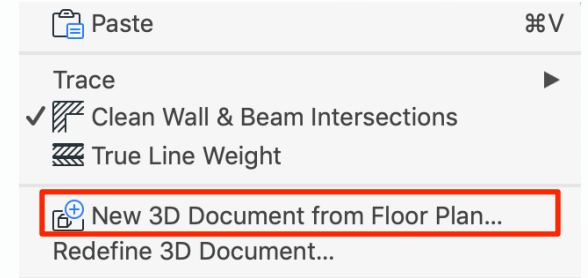 Paste ⌘V
Trace
Clean Wall & Beam Intersections
True Line Weight
New 3D Document from Floor Plan...
Redefine 3D Document...